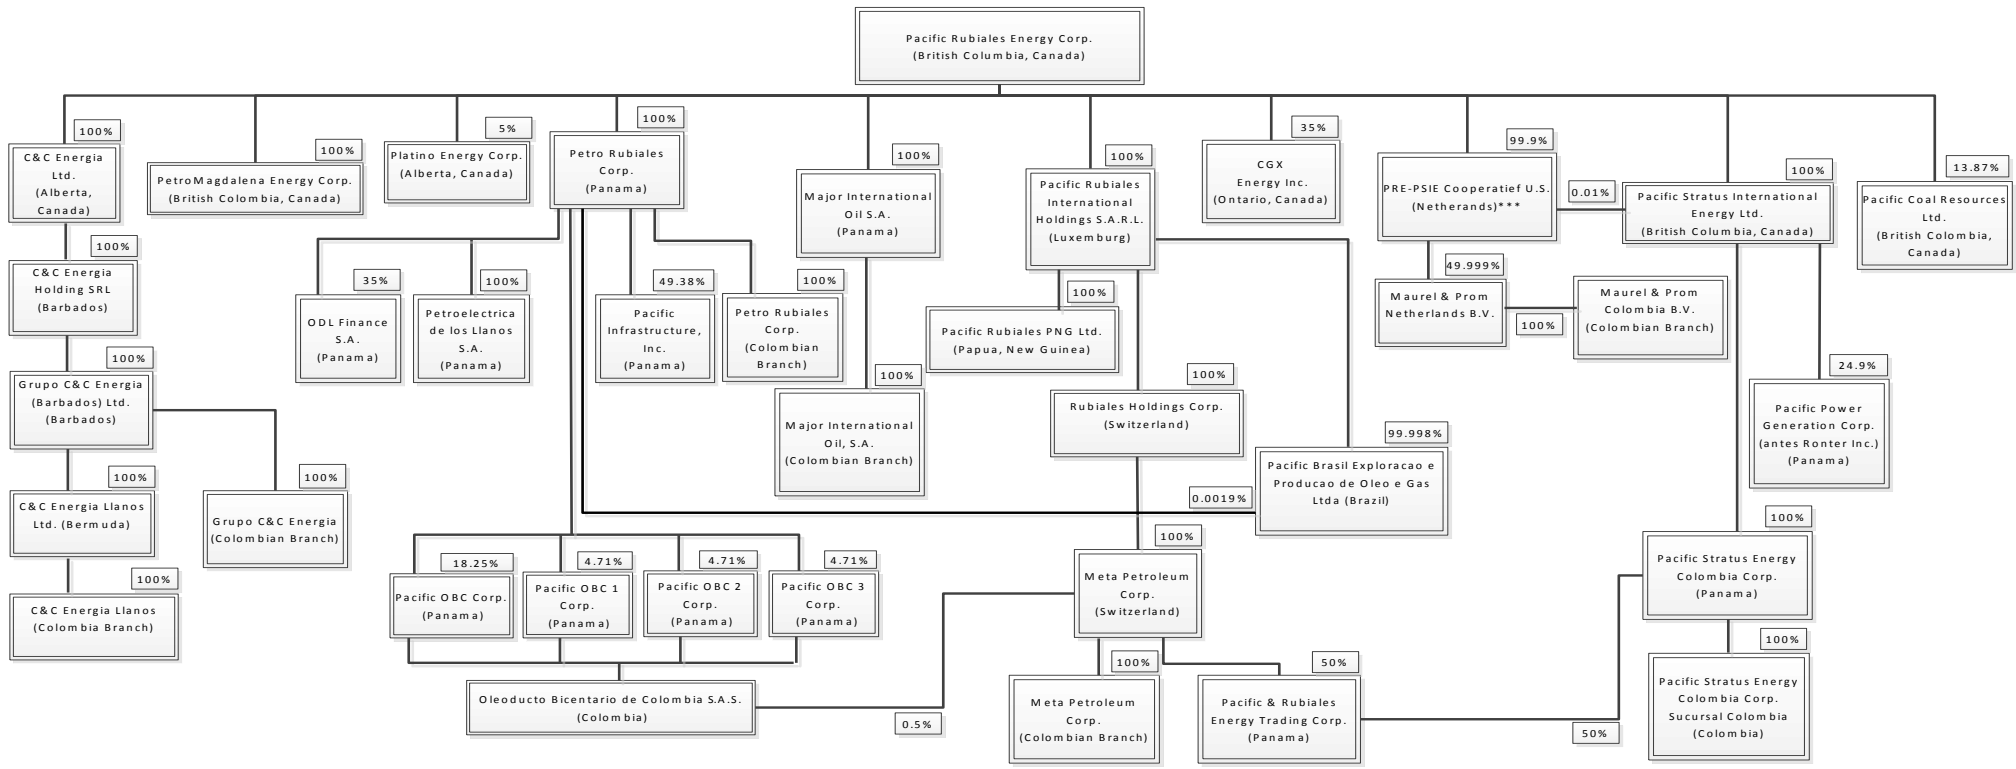 Pacific Rubiales Energy Corp.
(British Columbia, Canada)
100%
C&C Energia
Ltd.
(Alberta,
Canada)
100%
PetroMagdalena Energy Corp.
(British Colombia, Canada)
5%
Platino Energy Corp.
(Alberta, Canada)
100%
Petro Rubiales
Corp.
(Panama)
100%
Major International
Oil S.A.
(Panama)
100%
Pacific Rubiales
International
Holdings S.A.R.L.
(Luxemburg)
35%
CGX
Energy Inc.
(Ontario, Canada)
99.9%
PRE-PSIE Cooperatief U.S.
(Netherands)***
0.01%
100%
Pacific Stratus International
Energy Ltd.
(British Columbia, Canada)
13.87%
Pacific Coal Resources
Ltd.
(British Colombia,
Canada)
100%
C&C Energia
Holding SRL
(Barbados)
35%
ODL Finance
S.A.
(Panama)
100%
Petroelectrica
de los Llanos
S.A.
(Panama)
49.38%
Pacific
Infrastructure,
Inc.
(Panama)
100%
Petro Rubiales
Corp.
(Colombian
Branch)
100%
Pacific Rubiales PNG Ltd.
(Papua, New Guinea)
49.999%
Maurel & Prom
Netherlands B.V.
100%
Maurel & Prom
Colombia B.V.
(Colombian Branch)
100%
Grupo C&C Energia
(Barbados) Ltd.
(Barbados)
100%
Major International
Oil, S.A.
(Colombian Branch)
100%
Rubiales Holdings Corp.
(Switzerland)
24.9%
Pacific Power
Generation Corp.
(antes Ronter Inc.)
(Panama)
99.998%
Pacific Brasil Exploracao e
Producao de Oleo e Gas
Ltda (Brazil)
0.0019%
100%
C&C Energia Llanos
Ltd. (Bermuda)
100%
Grupo C&C Energia
(Colombian Branch)
100%
C&C Energia Llanos
(Colombia Branch)
18.25%
Pacific OBC Corp.
(Panama)
4.71%
Pacific OBC 1
Corp.
(Panama)
4.71%
Pacific OBC 2
Corp.
(Panama)
4.71%
Pacific OBC 3
Corp.
(Panama)
100%
Meta Petroleum
Corp.
(Switzerland)
100%
Pacific Stratus Energy
Colombia Corp.
(Panama)
Oleoducto Bicentario de Colombia S.A.S.
(Colombia)
0.5%
100%
Meta Petroleum
Corp.
(Colombian Branch)
50%
Pacific & Rubiales
Energy Trading Corp.
(Panama)
50%
100%
Pacific Stratus Energy
Colombia Corp.
Sucursal Colombia
(Colombia)